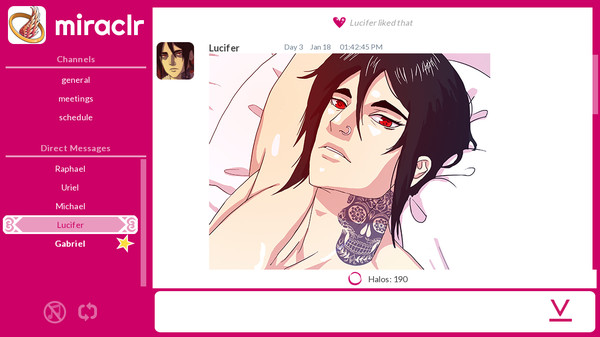 miraclr
Channels
general
meetings
schedule
Direct Messages
Raphael
Uriel
Michael
Lucifer
Gabriel
Lucifer liked that
Lucifer Day 3 Jan 18 01:42:45 PM
Halos: 190